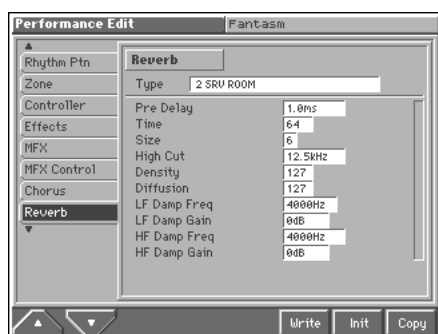 Performance Edit
Fantasm
Rhythm Ptn
Zone
Controller
Effects
MFX
MFX Control
Chorus
Reverb
Reverb
Type 2 SRV ROOM
Pre Delay 1.0ms
Time 64
Size 6
High Cut 12.5kHz
Density 127
Diffusion 127
LF Damp Freq 4000Hz
LF Damp Gain 0dB
HF Damp Freq 4000Hz
HF Damp Gain 0dB
Write Init Copy